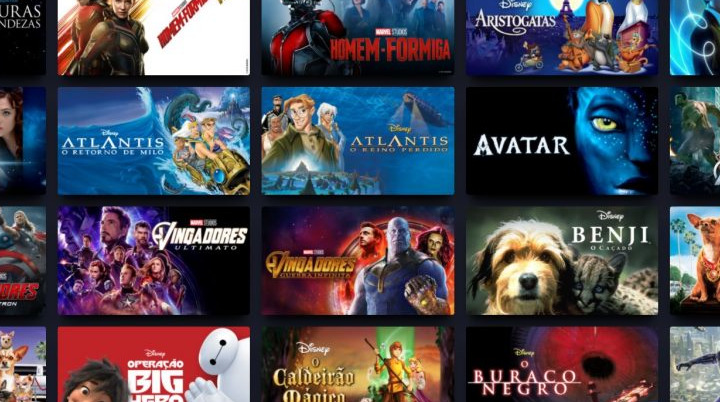 URAS
NDEZAS
HOMEM-FORMIGA
MARVEL STUDIOS
HOMEM-FORMIGA
Disney
ARISTOGATAS
Disney
ATLANTIS
O RETORNO DE MILO
Disney
ATLANTIS
O REINO PERDIDO
AVATAR
RES
TRON
MARVEL STUDIOS
VINGADORES
ULTIMATO
MARVEL STUDIOS
VINGADORES
GUERRA INFINITA
Disney
BENJI
O CAÇADO
Disney
OPERAÇÃO
BIG
HERO
Disney
O
Caldeirão
Mágico
Disney
O
BURACO
NEGRO